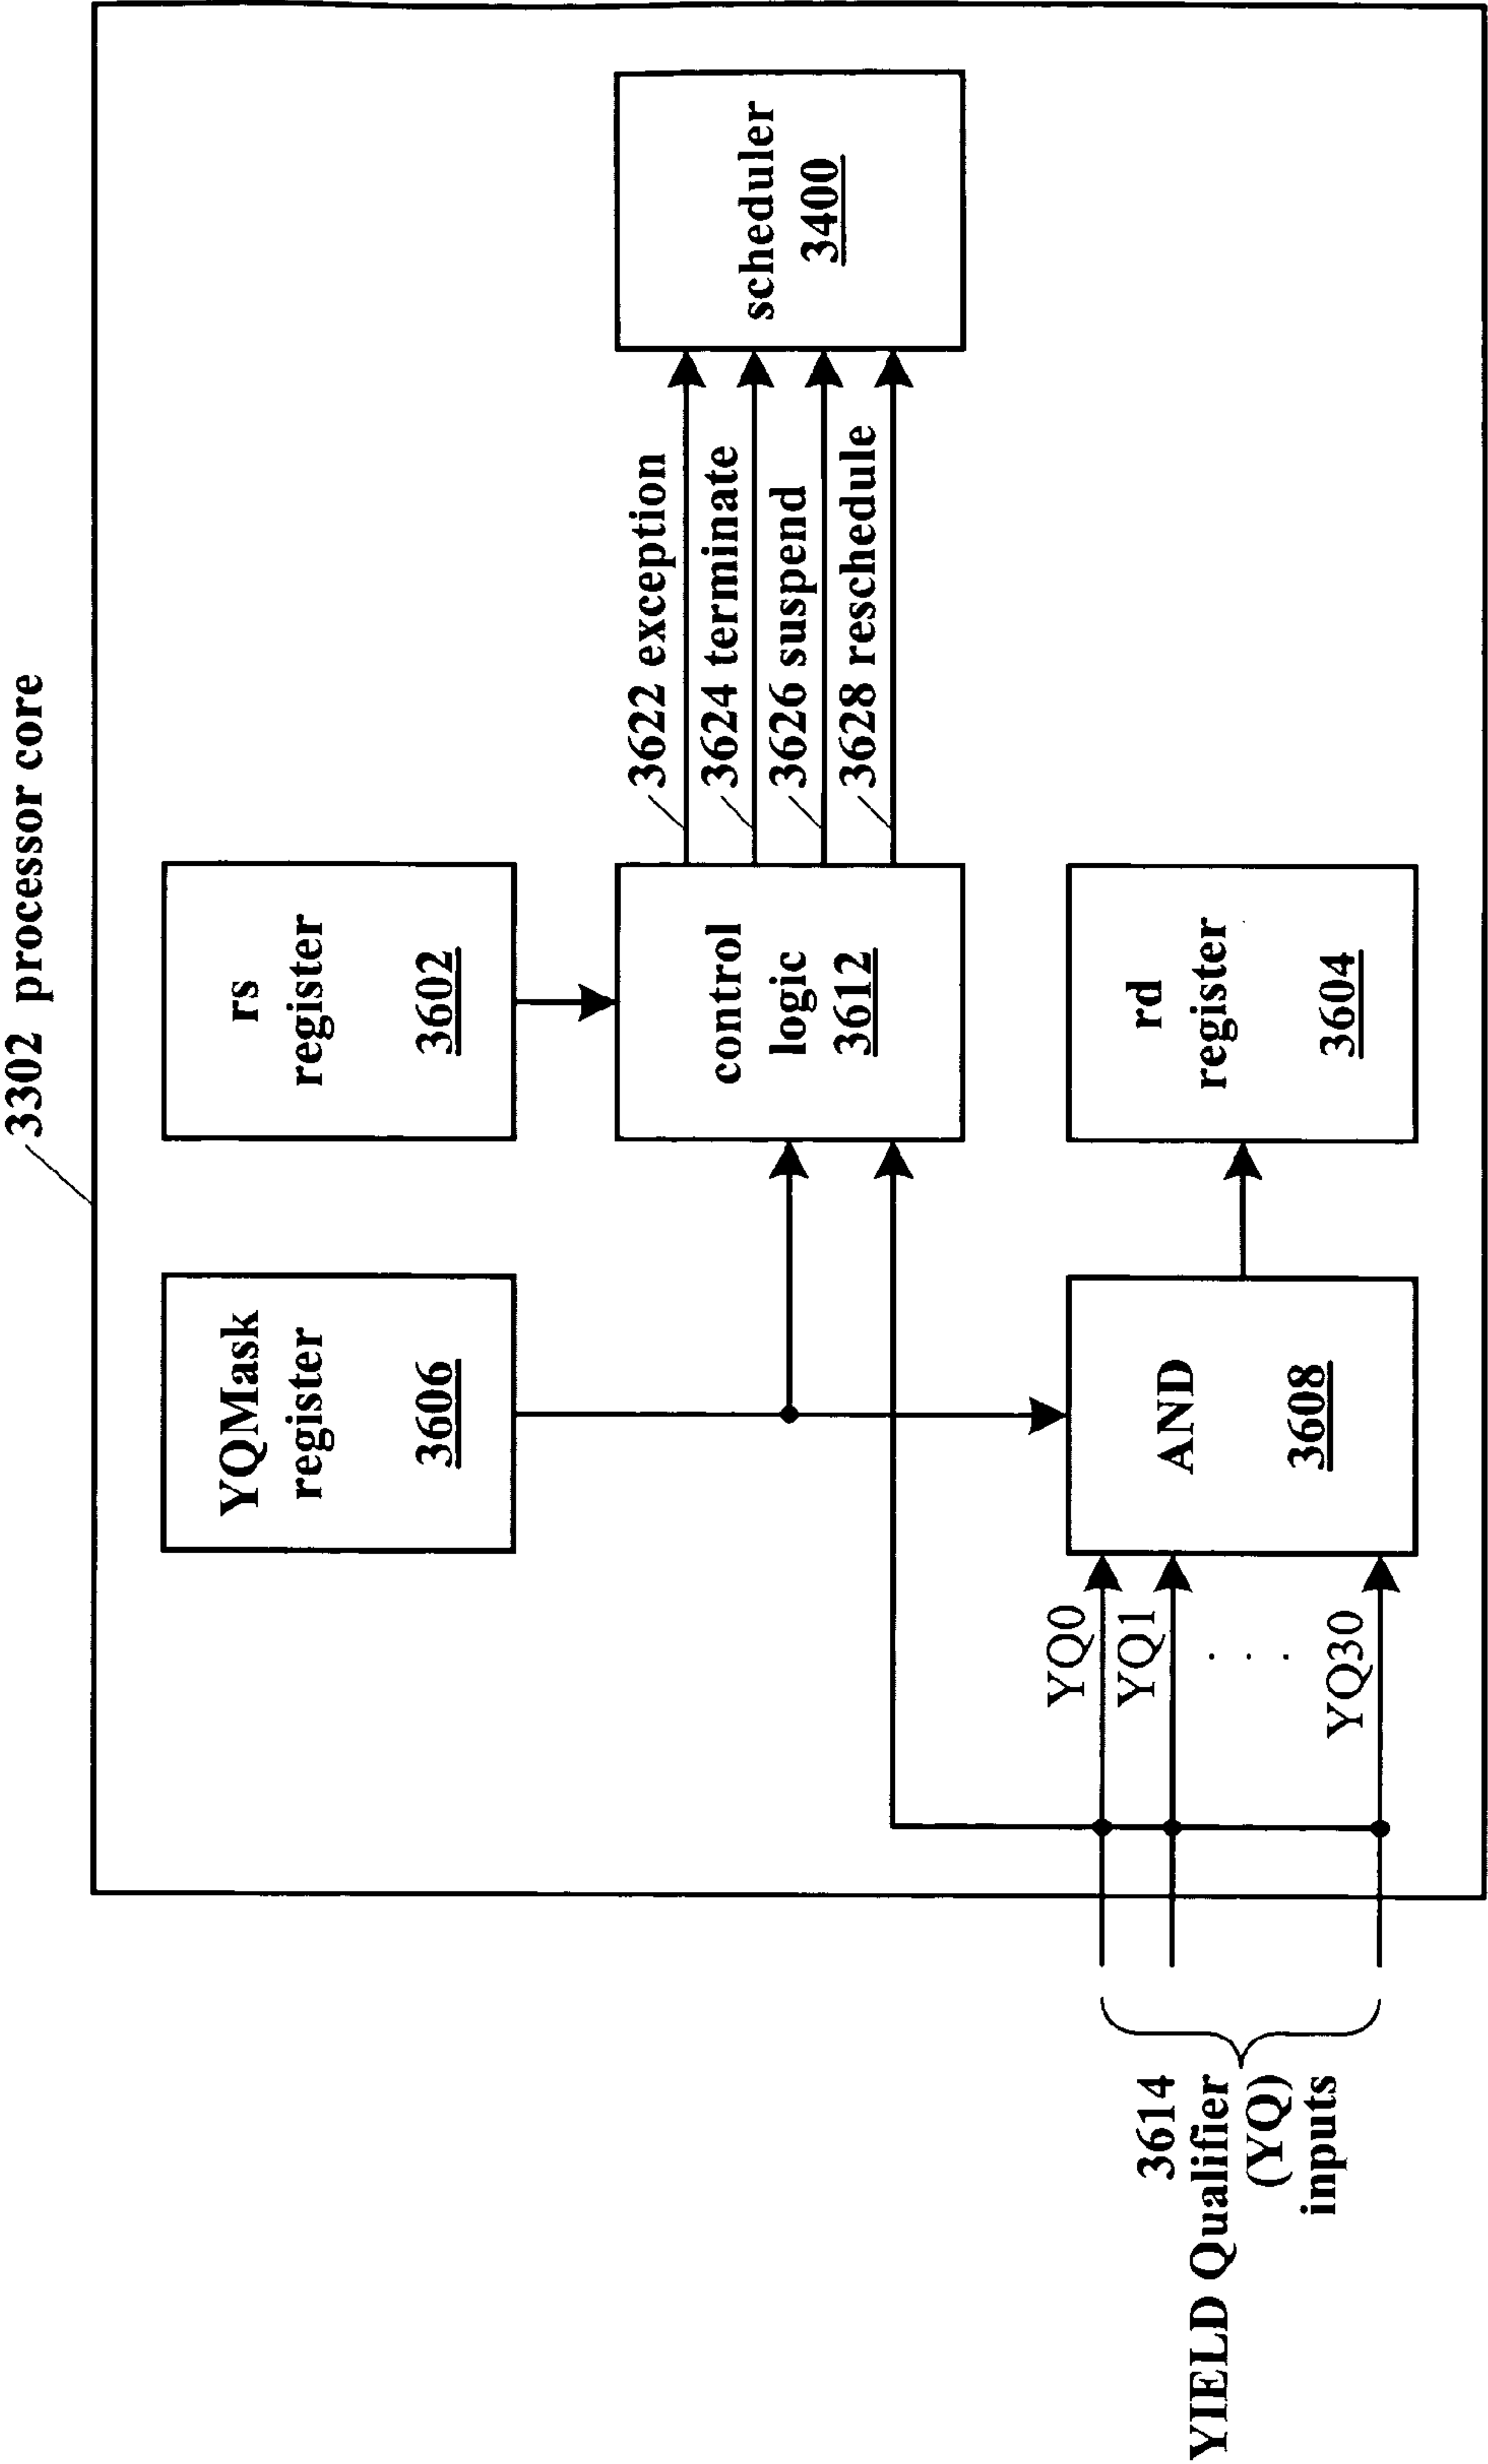 3302 processor core
YQMask
register
3606
rs
register
3602
control
logic
3612
3622 exception
3624 terminate
3626 suspend
3628 reschedule
scheduler
3400
YQ0
YQ1
. . .
YQ30
AND
3608
rd
register
3604
3614
YIELD Qualifier
(YQ)
inputs